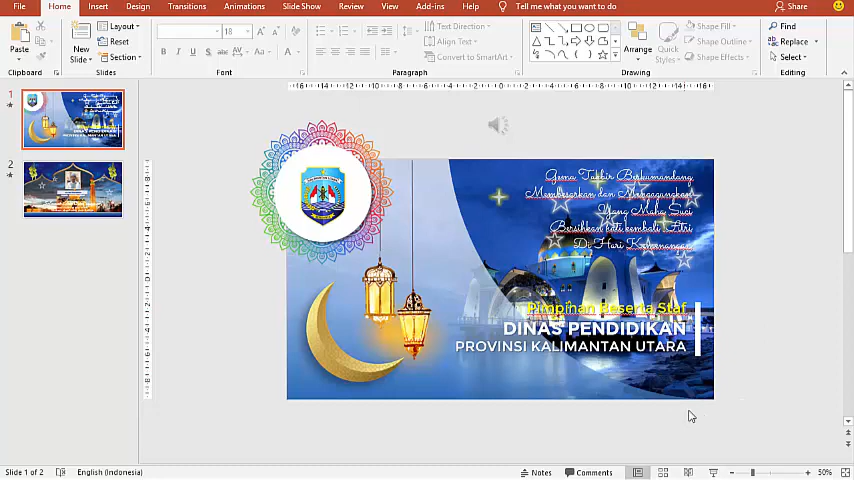 File Home Insert Design Transitions Animations Slide Show Review View Add-ins Help Tell me what you want to do Share
Paste
Clipboard
New Slide
Layout
Reset
Section
Slides
18
Font
Paragraph
Text Direction
Align Text
Convert to SmartArt
Arrange
Quick Styles
Shape Fill
Shape Outline
Shape Effects
Drawing
Find
Replace
Select
Editing
1
2
Gema Takbir Berkumandang
Membesarkan dan Mengagungkan
Yang Maha Suci
Bersihkan hati kembali Fitri
Di Hari Kemenangan
Pimpinan Beserta Staf
DINAS PENDIDIKAN
PROVINSI KALIMANTAN UTARA
Slide 1 of 2 English (Indonesia) Notes Comments 50%